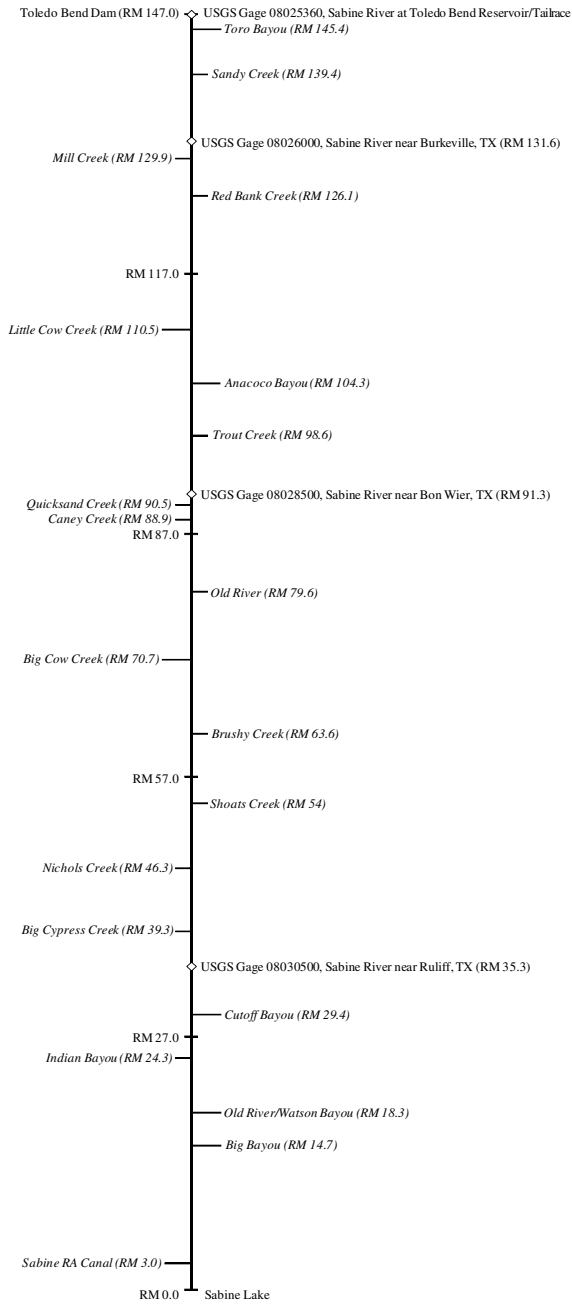 Toledo Bend Dam (RM 147.0)
USGS Gage 08025360, Sabine River at Toledo Bend Reservoir/Tailrace
Toro Bayou (RM 145.4)
Sandy Creek (RM 139.4)
USGS Gage 08026000, Sabine River near Burkeville, TX (RM 131.6)
Mill Creek (RM 129.9)
Red Bank Creek (RM 126.1)
RM 117.0
Little Cow Creek (RM 110.5)
Anacoco Bayou (RM 104.3)
Trout Creek (RM 98.6)
USGS Gage 08028500, Sabine River near Bon Wier, TX (RM 91.3)
Quicksand Creek (RM 90.5)
Caney Creek (RM 88.9)
RM 87.0
Old River (RM 79.6)
Big Cow Creek (RM 70.7)
Brushy Creek (RM 63.6)
RM 57.0
Shoats Creek (RM 54)
Nichols Creek (RM 46.3)
Big Cypress Creek (RM 39.3)
USGS Gage 08030500, Sabine River near Ruliff, TX (RM 35.3)
Cutoff Bayou (RM 29.4)
RM 27.0
Indian Bayou (RM 24.3)
Old River/Watson Bayou (RM 18.3)
Big Bayou (RM 14.7)
Sabine RA Canal (RM 3.0)
RM 0.0
Sabine Lake